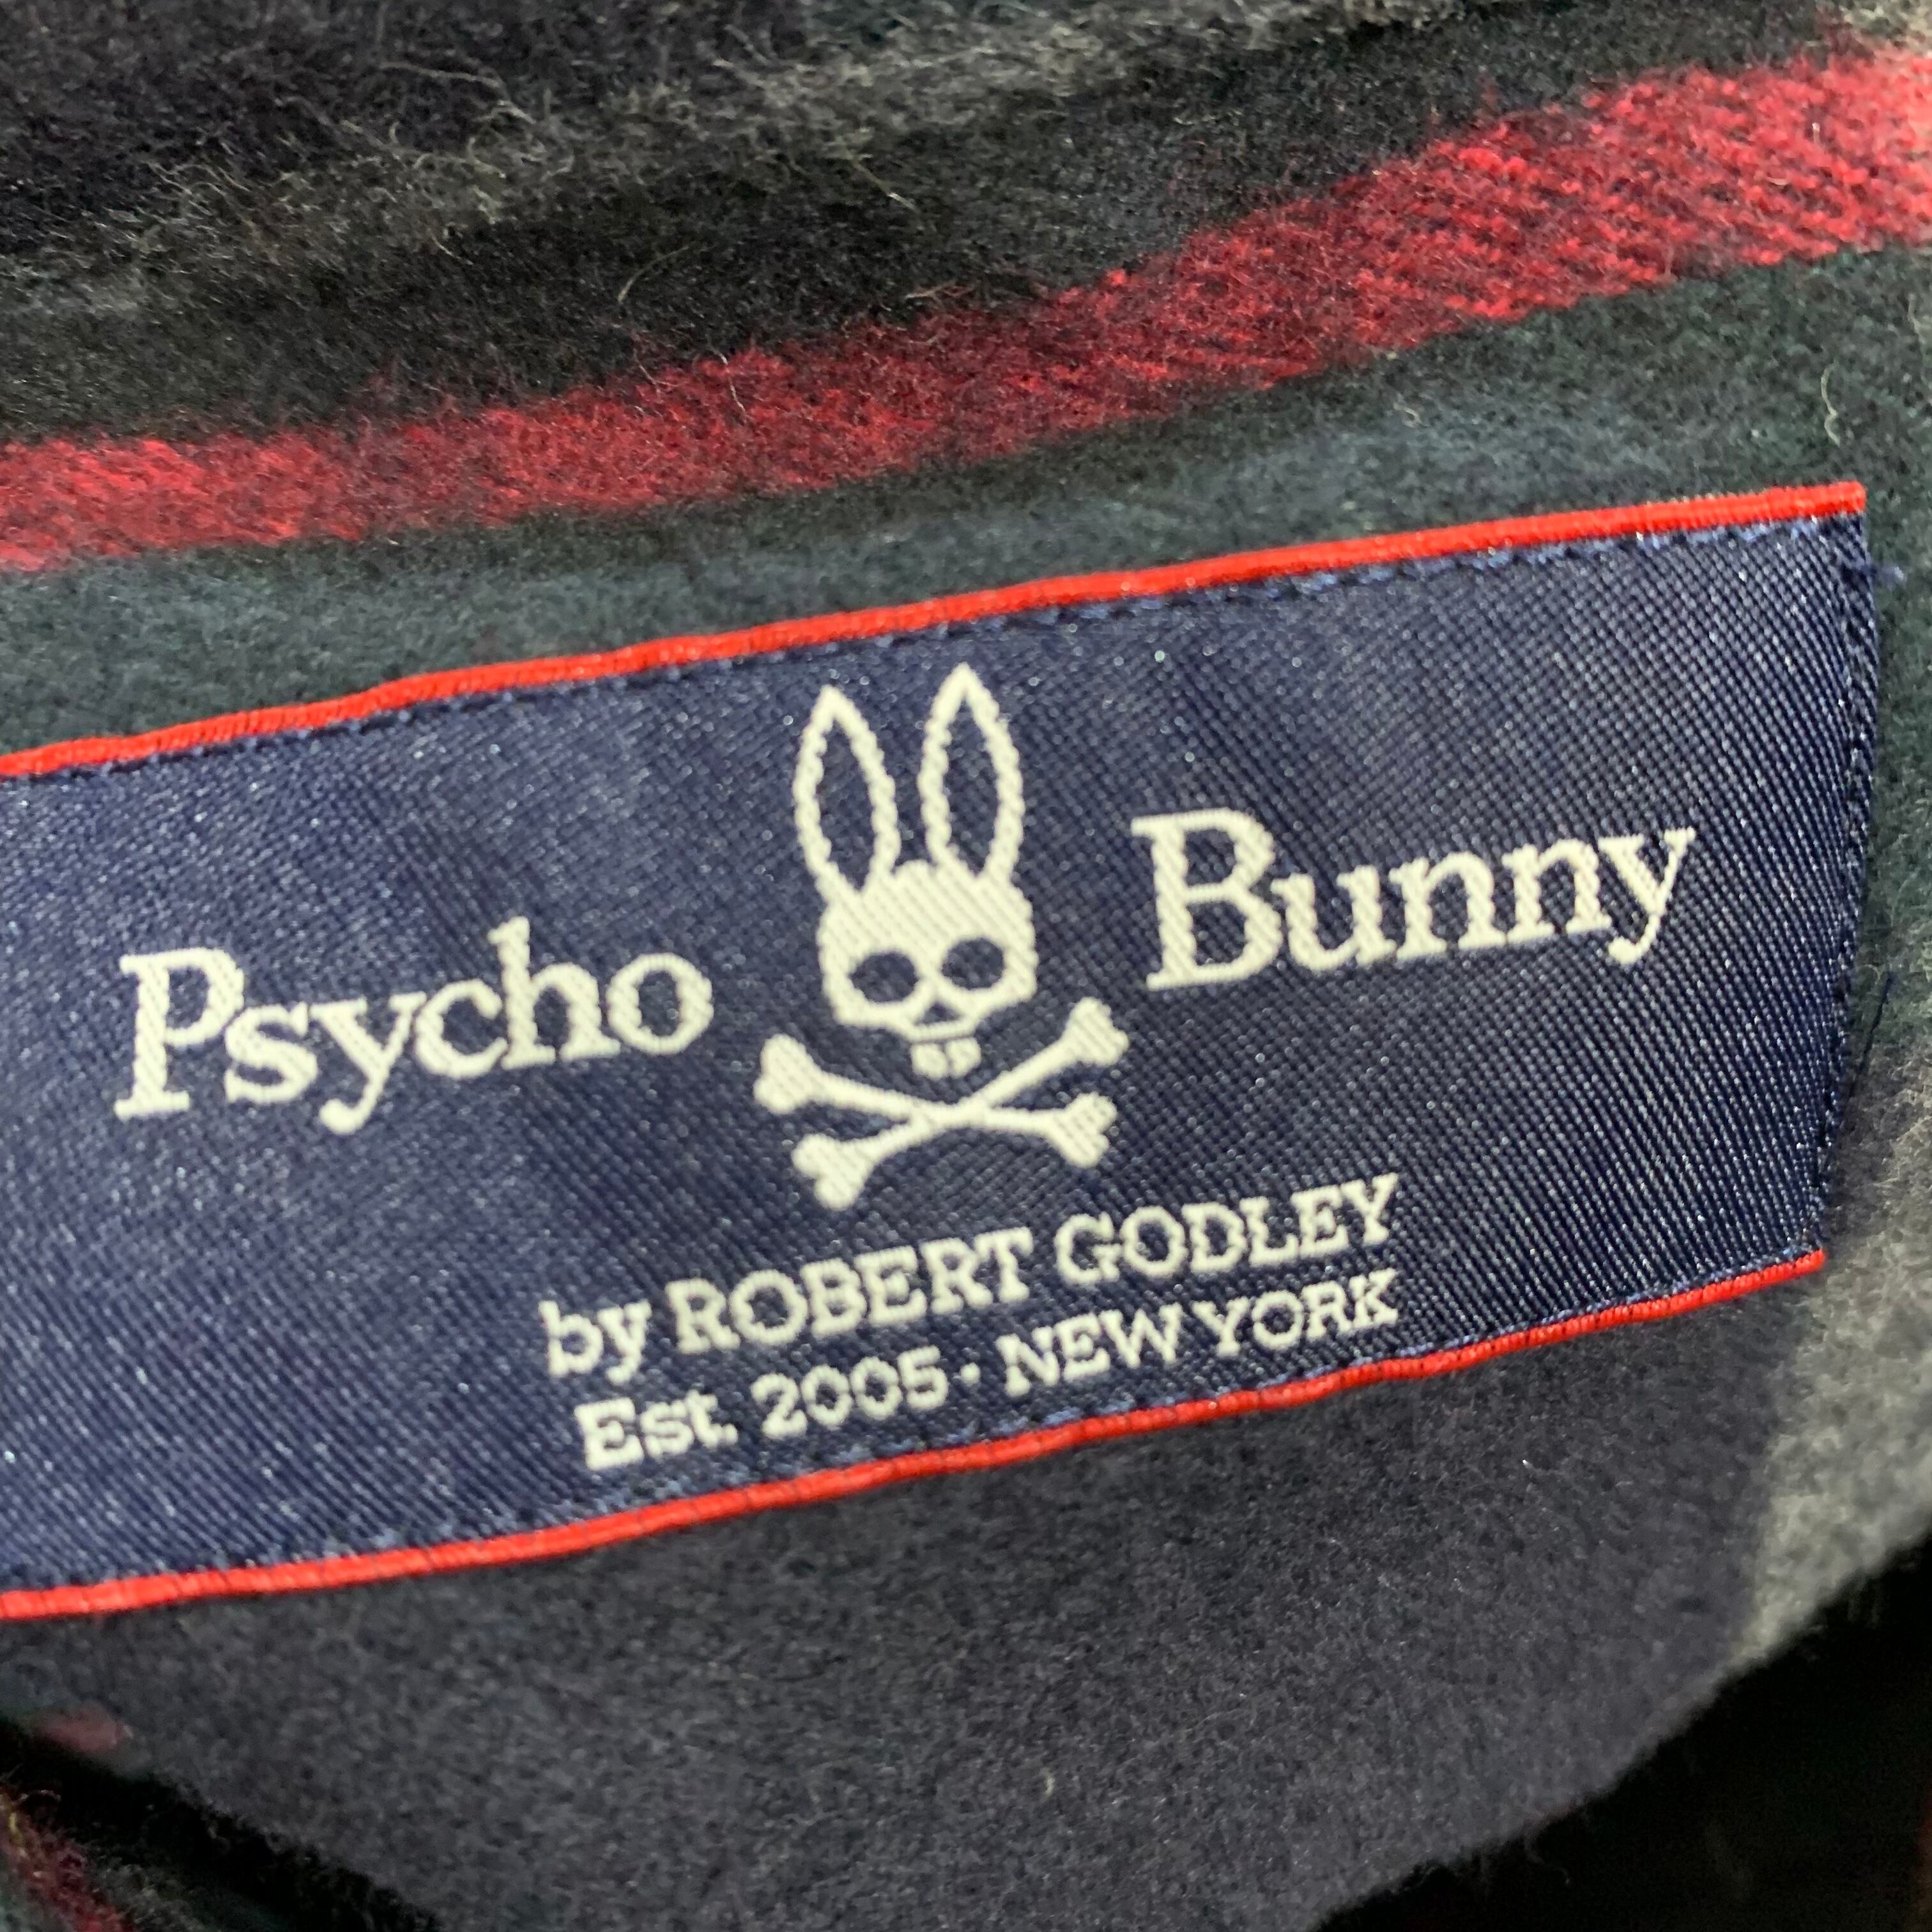 Psycho Bunny
by ROBERT GODLEY
Est. 2005 · NEW YORK